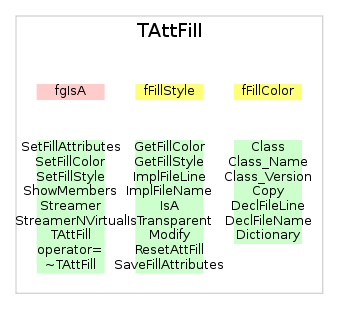 TAttFill
fgIsA fFillStyle fFillColor
SetFillAttributes GetFillColor Class
SetFillColor GetFillStyle Class_Name
SetFillStyle ImplFileLine Class_Version
ShowMembers ImplFileName Copy
Streamer IsA DeclFileLine
StreamerNVirtual IsTransparent DeclFileName
TAttFill Modify Dictionary
operator= ResetAttFill
~TAttFill SaveFillAttributes